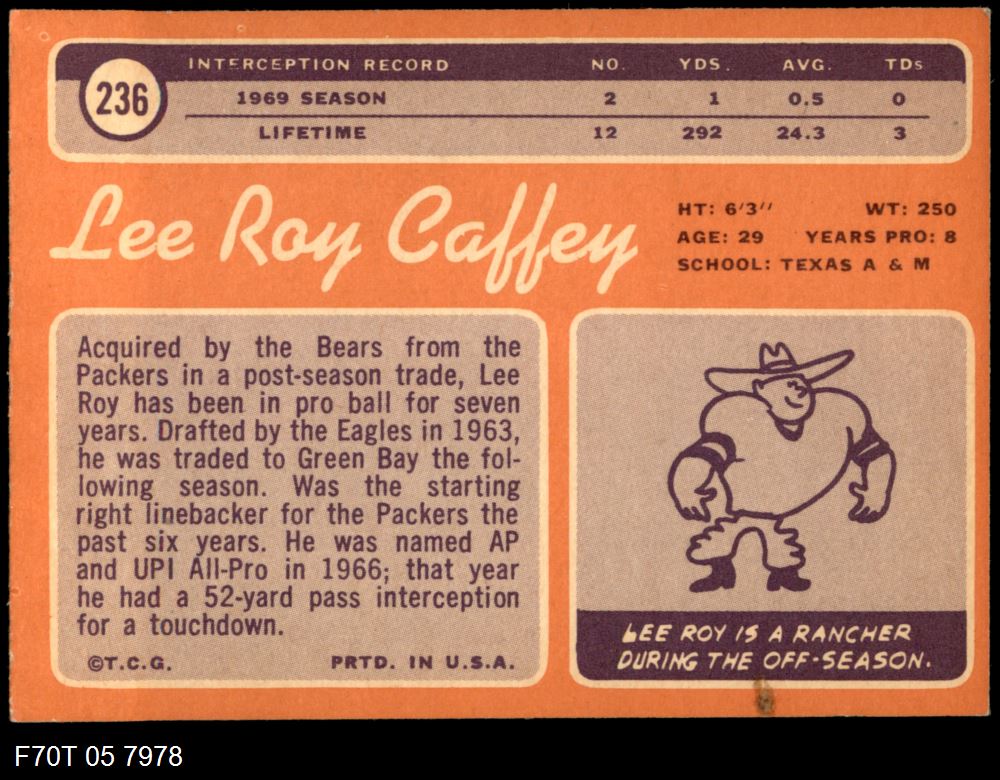 236
INTERCEPTION RECORD NO. YDS. AVG. TDs
1969 SEASON 2 1 0.5 0
LIFETIME 12 292 24.3 3
Lee Roy Caffey
HT: 6'3" WT: 250
AGE: 29 YEARS PRO: 8
SCHOOL: TEXAS A & M
Acquired by the Bears from the
Packers in a post-season trade, Lee
Roy has been in pro ball for seven
years. Drafted by the Eagles in 1963,
he was traded to Green Bay the fol-
lowing season. Was the starting
right linebacker for the Packers the
past six years. He was named AP
and UPI All-Pro in 1966; that year
he had a 52-yard pass interception
for a touchdown.
©T.C.G. PRTD. IN U.S.A.
LEE ROY IS A RANCHER
DURING THE OFF-SEASON.
F70T 05 7978